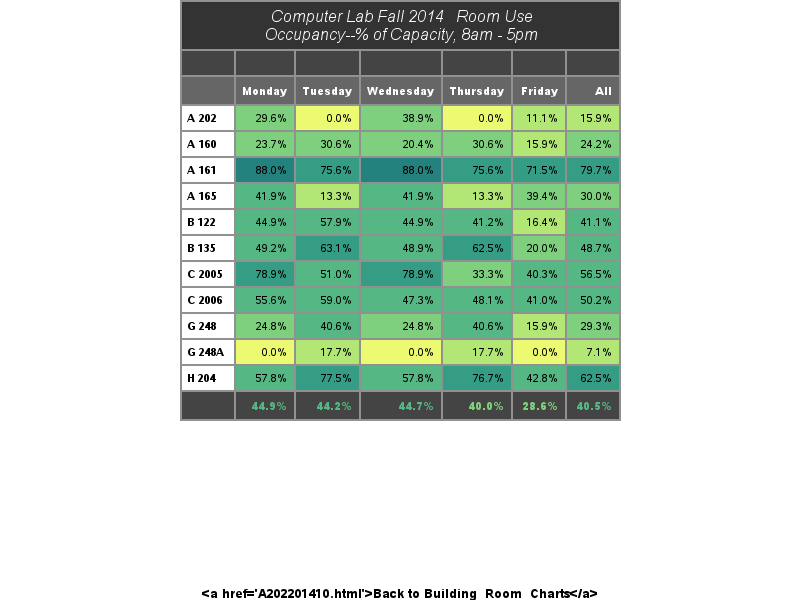 Computer Lab Fall 2014 Room Use
Occupancy--% of Capacity, 8am - 5pm
Monday Tuesday Wednesday Thursday Friday All
A 202 29.6% 0.0% 38.9% 0.0% 11.1% 15.9%
A 160 23.7% 30.6% 20.4% 30.6% 15.9% 24.2%
A 161 88.0% 75.6% 88.0% 75.6% 71.5% 79.7%
A 165 41.9% 13.3% 41.9% 13.3% 39.4% 30.0%
B 122 44.9% 57.9% 44.9% 41.2% 16.4% 41.1%
B 135 49.2% 63.1% 48.9% 62.5% 20.0% 48.7%
C 2005 78.9% 51.0% 78.9% 33.3% 40.3% 56.5%
C 2006 55.6% 59.0% 47.3% 48.1% 41.0% 50.2%
G 248 24.8% 40.6% 24.8% 40.6% 15.9% 29.3%
G 248A 0.0% 17.7% 0.0% 17.7% 0.0% 7.1%
H 204 57.8% 77.5% 57.8% 76.7% 42.8% 62.5%
44.9% 44.2% 44.7% 40.0% 28.6% 40.5%
<a href='A202201410.html'>Back to Building Room Charts</a>